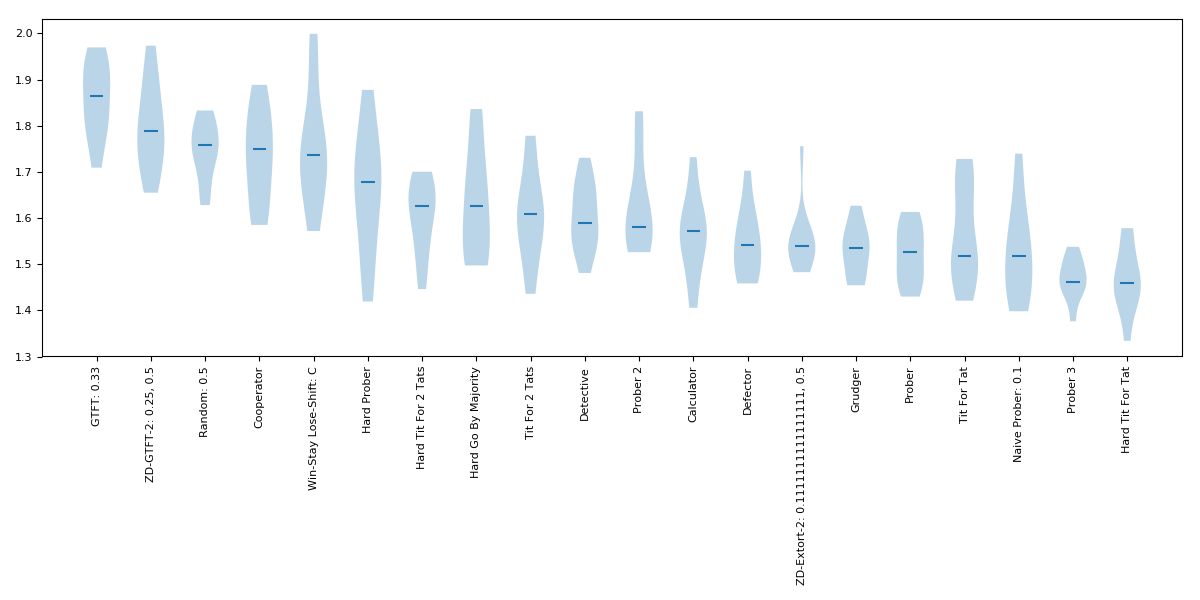 2.0
1.9
1.8
1.7
1.6
1.5
1.4
1.3
GTFT: 0.33
ZD-GTFT-2: 0.25, 0.5
Random: 0.5
Cooperator
Win-Stay Lose-Shift: C
Hard Prober
Hard Tit For 2 Tats
Hard Go By Majority
Tit For 2 Tats
Detective
Prober 2
Calculator
Defector
ZD-Extort-2: 0.1111111111111111, 0.5
Grudger
Prober
Tit For Tat
Naive Prober: 0.1
Prober 3
Hard Tit For Tat